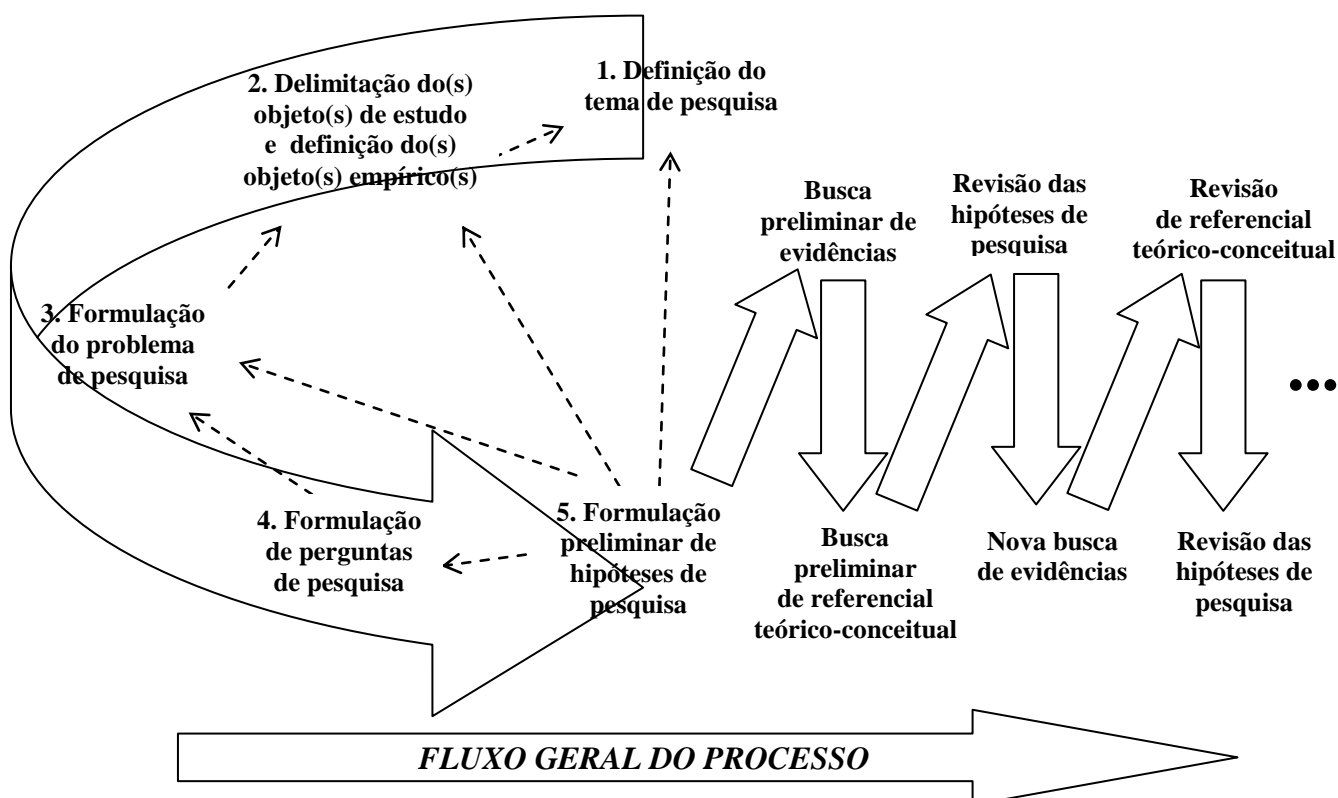 1. Definição do
tema de pesquisa
2. Delimitação do(s)
objeto(s) de estudo
e definição do(s)
objeto(s) empírico(s)
3. Formulação
do problema
de pesquisa
4. Formulação
de perguntas
de pesquisa
5. Formulação
preliminar de
hipóteses de
pesquisa
Busca
preliminar de
evidências
Busca
preliminar
de referencial
teórico-conceitual
Revisão das
hipóteses de
pesquisa
Nova busca
de evidências
Revisão
de referencial
teórico-conceitual
Revisão das
hipóteses de
pesquisa
...
FLUXO GERAL DO PROCESSO